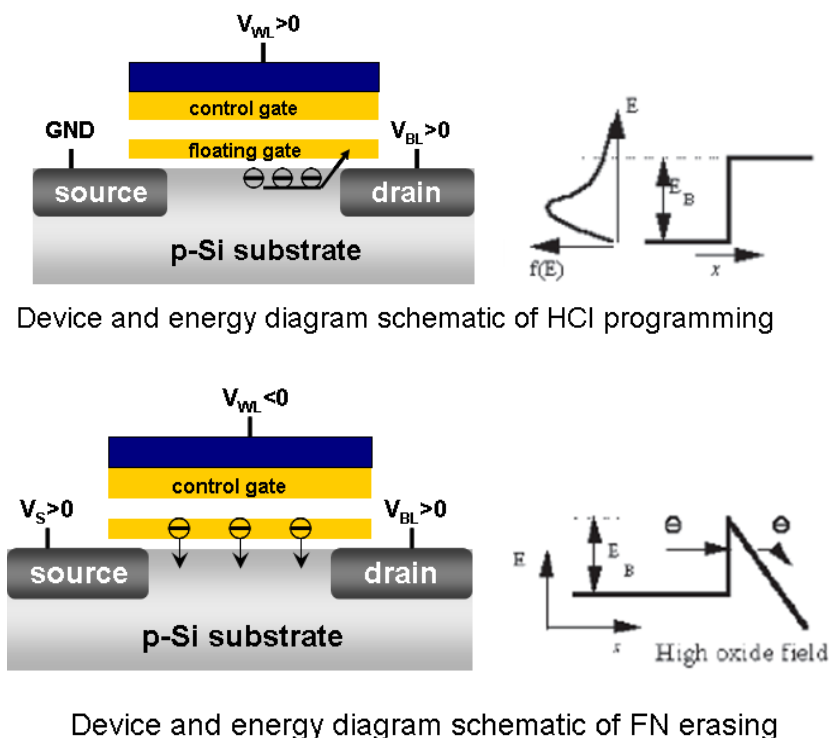 V_WL>0
control gate
GND
floating gate
V_BL>0
source
drain
p-Si substrate
E
E_B
f(E)
x
Device and energy diagram schematic of HCI programming
V_WL<0
control gate
V_S>0
V_BL>0
source
drain
p-Si substrate
E
E_B
x
High oxide field
Device and energy diagram schematic of FN erasing